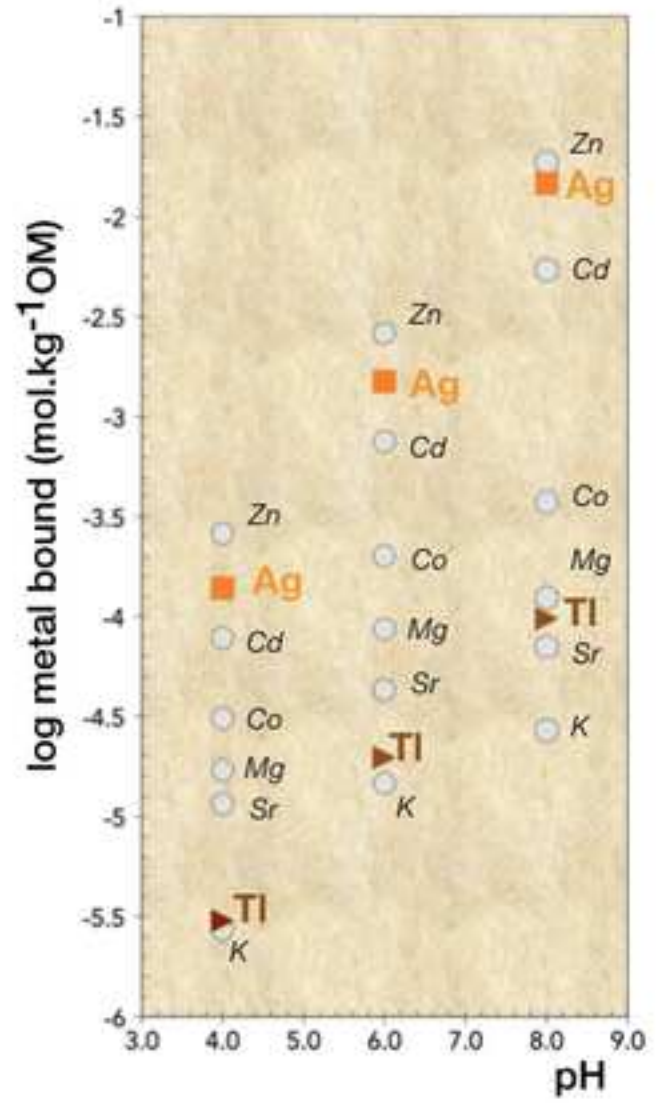 -1
-1.5
Zn
Ag
-2
Cd
-2.5
Zn
Ag
-3
Cd
-3.5
Zn
Co
Co
Mg
Ag
-4
Tl
Cd
Mg
Sr
Sr
-4.5
Co
K
Tl
Mg
K
Sr
-5
-5.5
Tl
K
-6
3.0 4.0 5.0 6.0 7.0 8.0 9.0
pH
log metal bound (mol.kg-1OM)